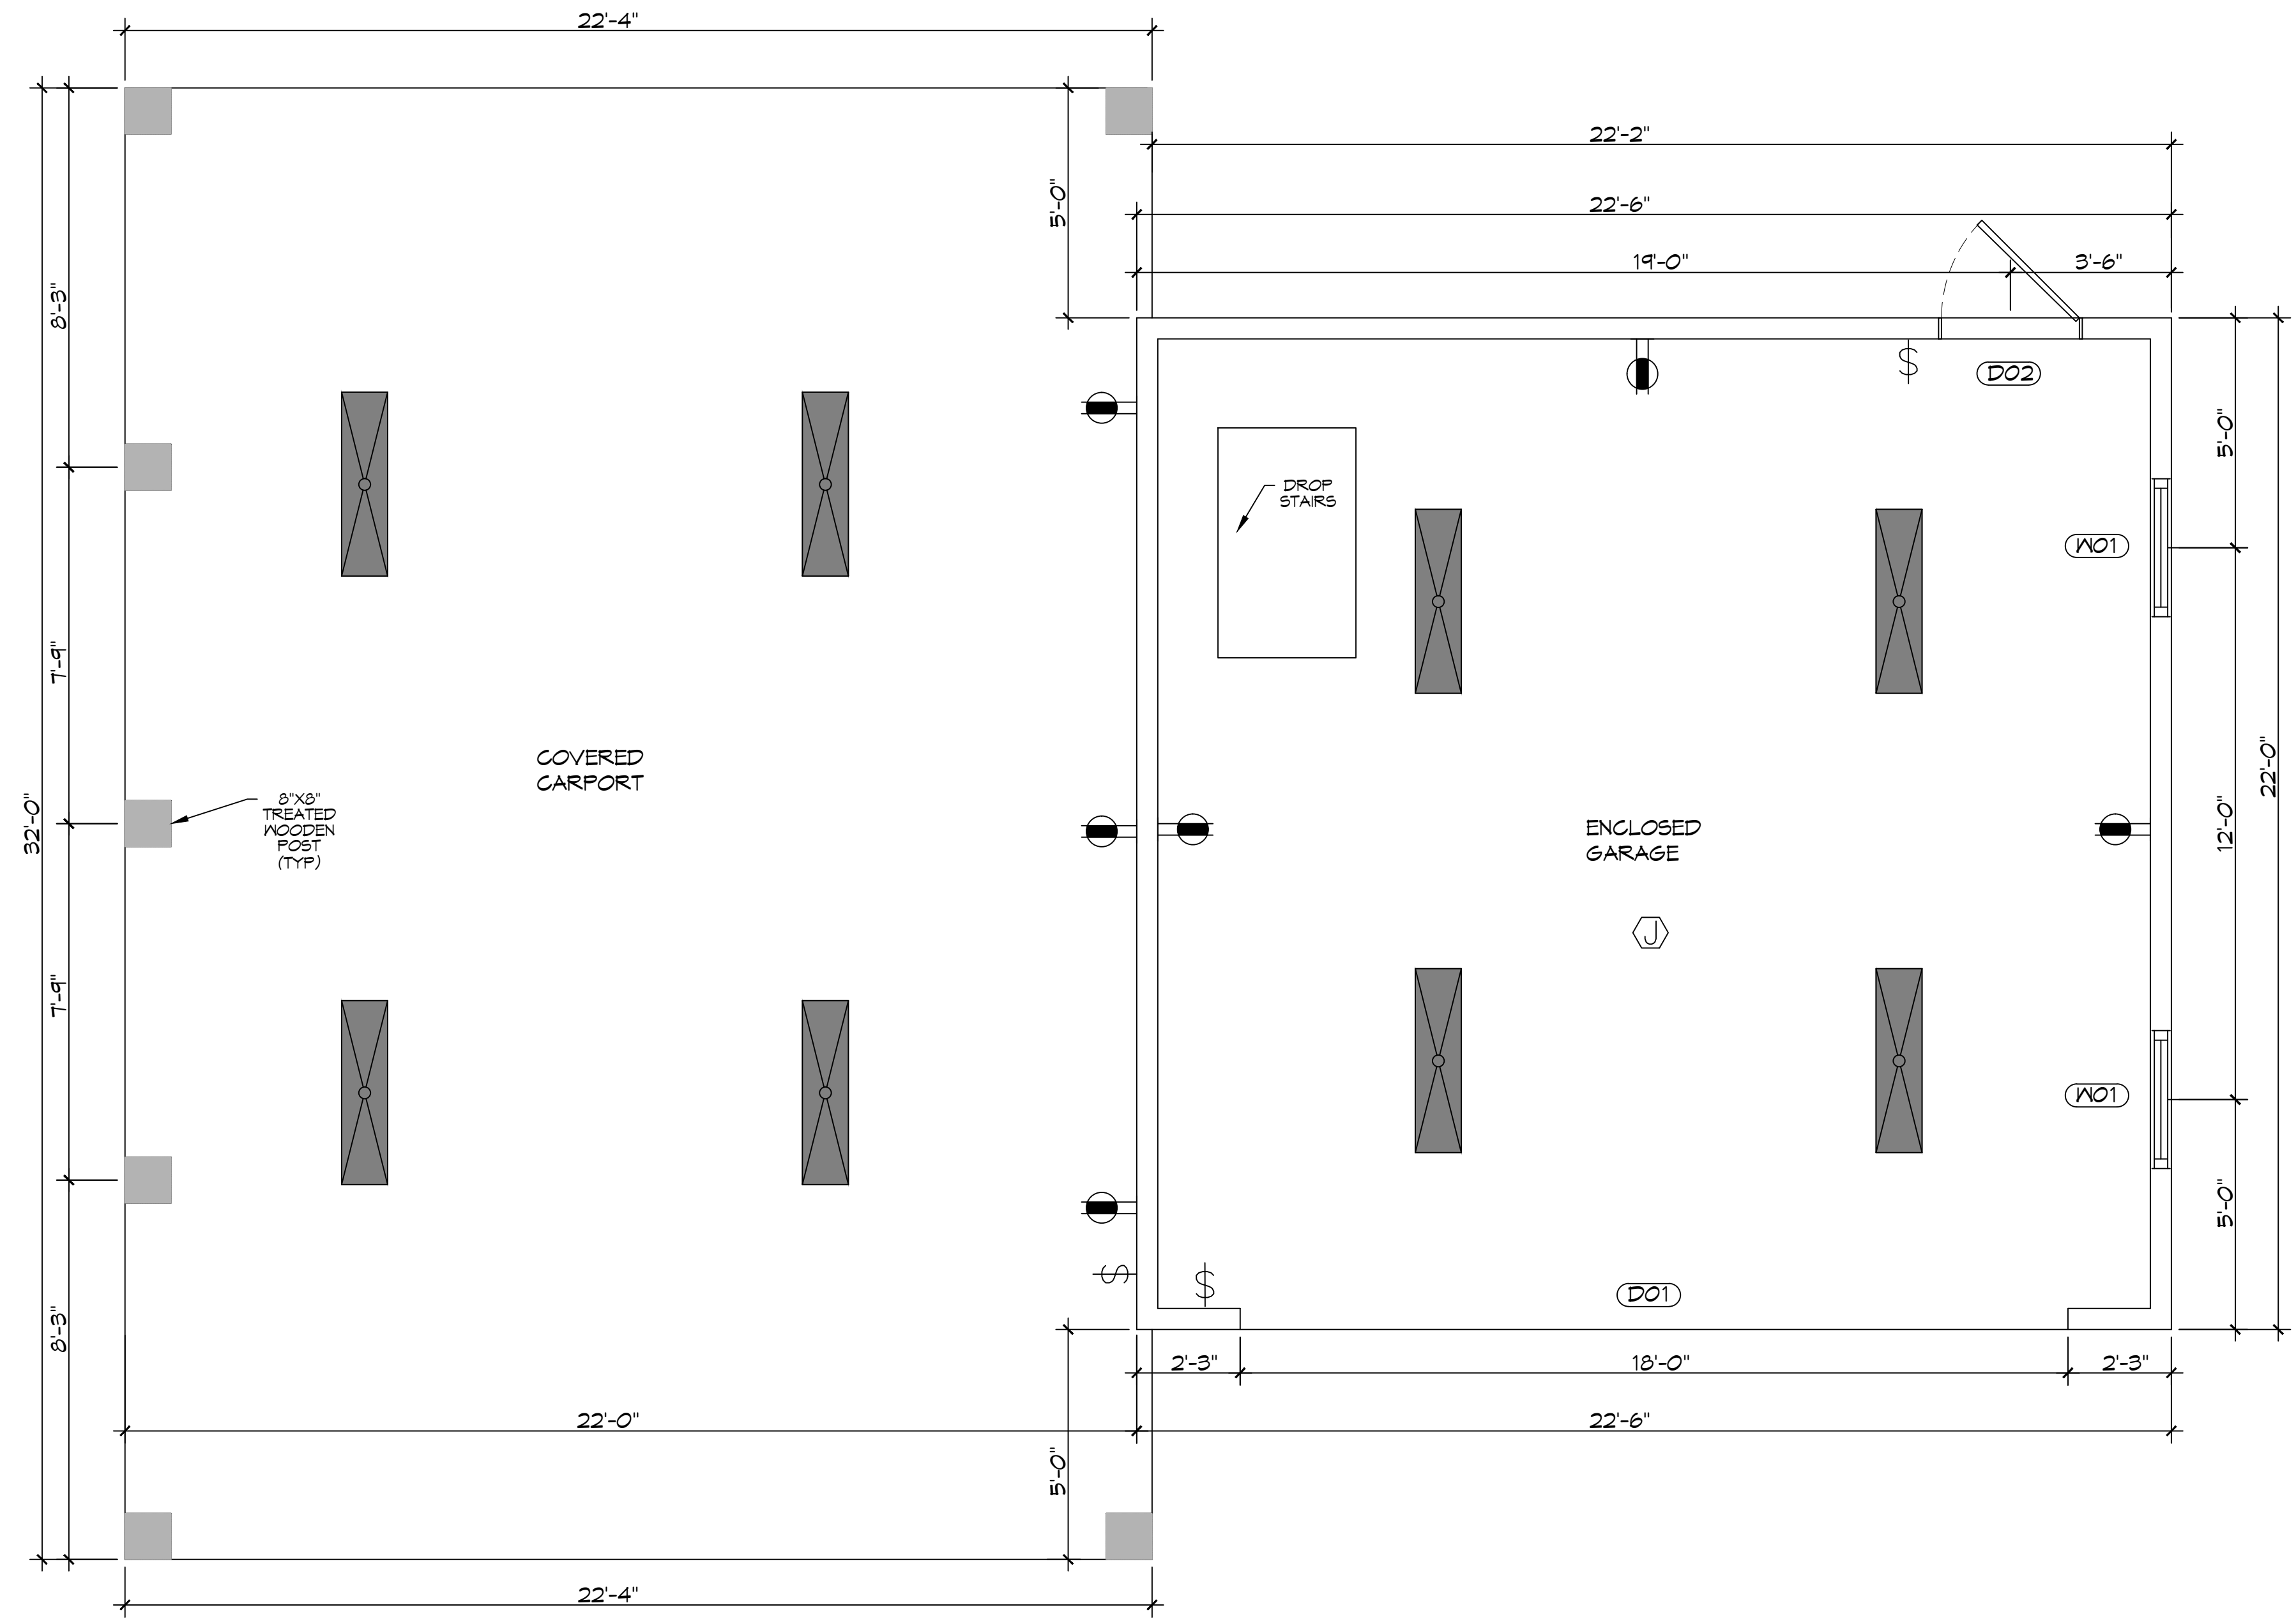 22'-4"
22'-2"
22'-6"
19'-0"
3'-6"
5'-0"
8'-3"
7'-9"
32'-0"
7'-9"
8'-3"
COVERED
CARPORT
8"X8"
TREATED
WOODEN
POST
(TYP.)
DROP
STAIRS
$
D02
W01
5'-0"
12'-0"
22'-0"
ENCLOSED
GARAGE
J
W01
5'-0"
$
$
D01
2'-3"
18'-0"
2'-3"
22'-0"
22'-6"
5'-0"
22'-4"